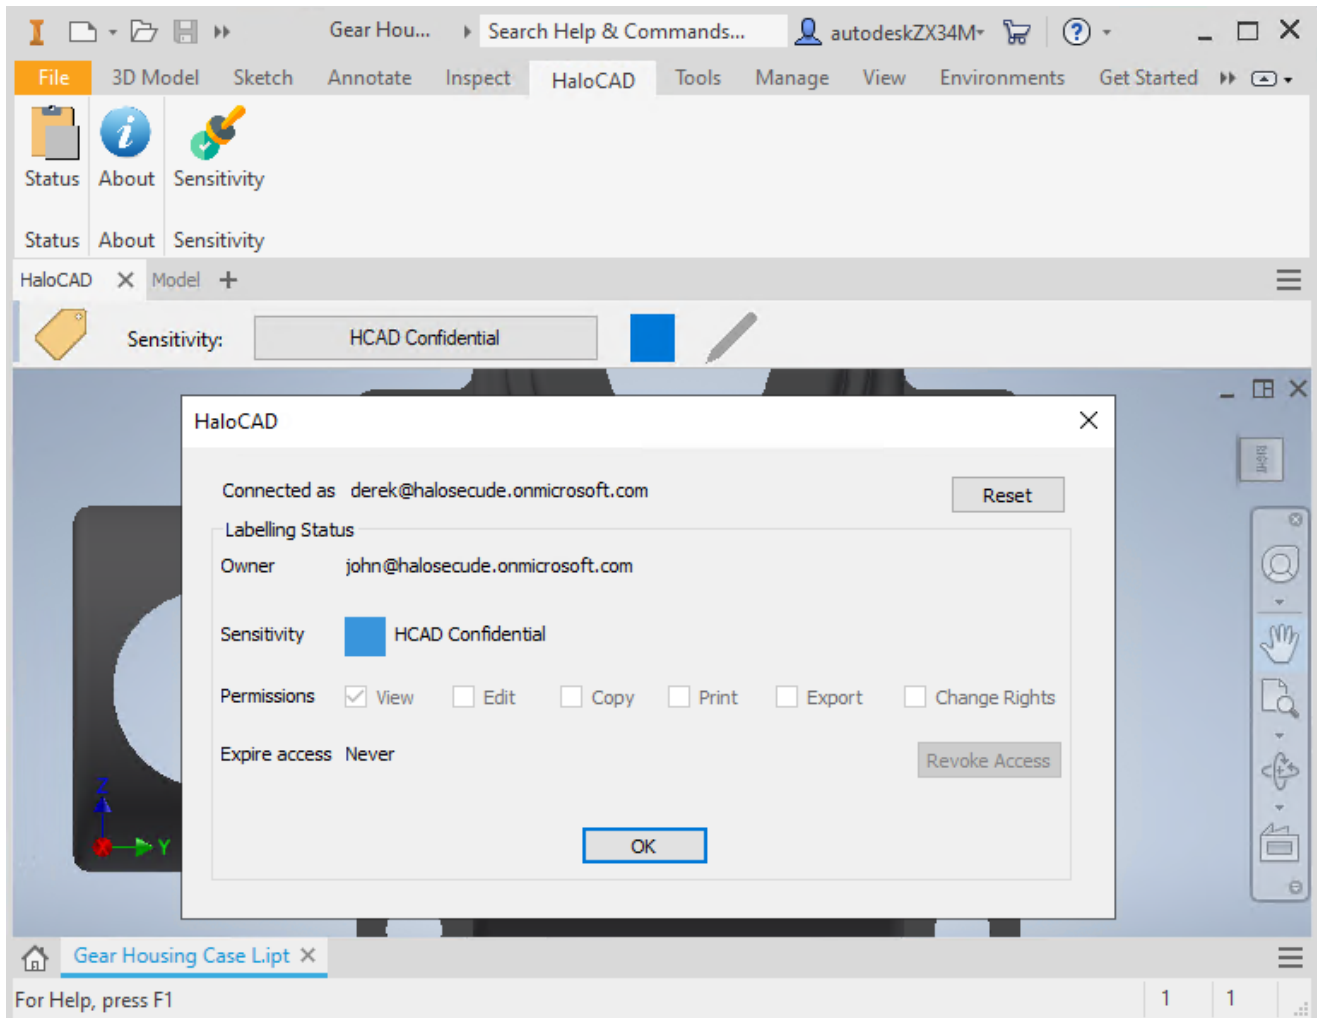 Gear Hou... Search Help & Commands... autodeskZX34M
File 3D Model Sketch Annotate Inspect HaloCAD Tools Manage View Environments Get Started
Status About Sensitivity
Status About Sensitivity
HaloCAD Model
Sensitivity: HCAD Confidential
HaloCAD
RIGHT
Connected as derek@halosecude.onmicrosoft.com Reset
Labelling Status
Owner john@halosecude.onmicrosoft.com
Sensitivity HCAD Confidential
Permissions View Edit Copy Print Export Change Rights
Expire access Never Revoke Access
Z
X Y
OK
Gear Housing Case L.ipt
For Help, press F1 1 1